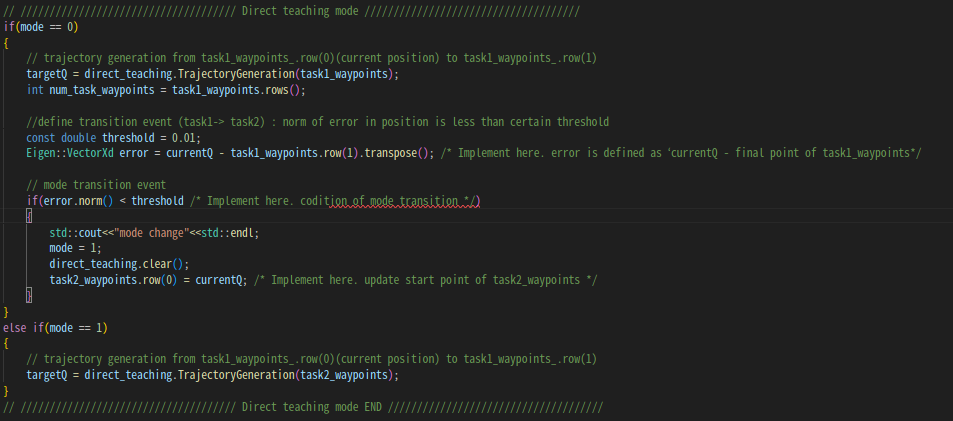 // ///////////////////////////////////// Direct teaching mode /////////////////////////////////////
if(mode == 0)
{
    // trajectory generation from task1_waypoints_.row(0)(current position) to task1_waypoints_.row(1)
    targetQ = direct_teaching.TrajectoryGeneration(task1_waypoints);
    int num_task_waypoints = task1_waypoints.rows();

    //define transition event (task1-> task2) : norm of error in position is less than certain threshold
    const double threshold = 0.01;
    Eigen::VectorXd error = currentQ - task1_waypoints.row(1).transpose(); /* Implement here. error is defined as 'currentQ - final point of task1_waypoints*/

    // mode transition event
    if(error.norm() < threshold /* Implement here. codition of mode transition */)
    {
        std::cout<<"mode change"<<std::endl;
        mode = 1;
        direct_teaching.clear();
        task2_waypoints.row(0) = currentQ; /* Implement here. update start point of task2_waypoints */
    }
}
else if(mode == 1)
{
    // trajectory generation from task1_waypoints_.row(0)(current position) to task1_waypoints_.row(1)
    targetQ = direct_teaching.TrajectoryGeneration(task2_waypoints);
}
// ///////////////////////////////////// Direct teaching mode END /////////////////////////////////////